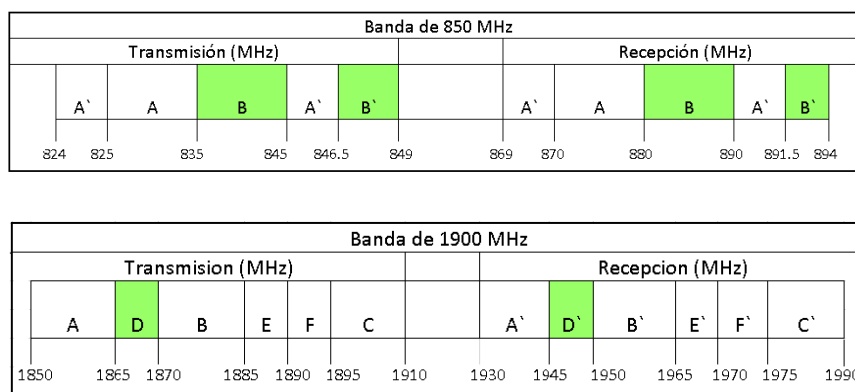 Banda de 850 MHz
Transmisión (MHz) Recepción (MHz)
A` A B A` B` A` A B A` B`
824 825 835 845 846.5 849 869 870 880 890 891.5 894
Banda de 1900 MHz
Transmision (MHz) Recepcion (MHz)
A D B E F C A` D` B` E` F` C`
1850 1865 1870 1885 1890 1895 1910 1930 1945 1950 1965 1970 1975 1990